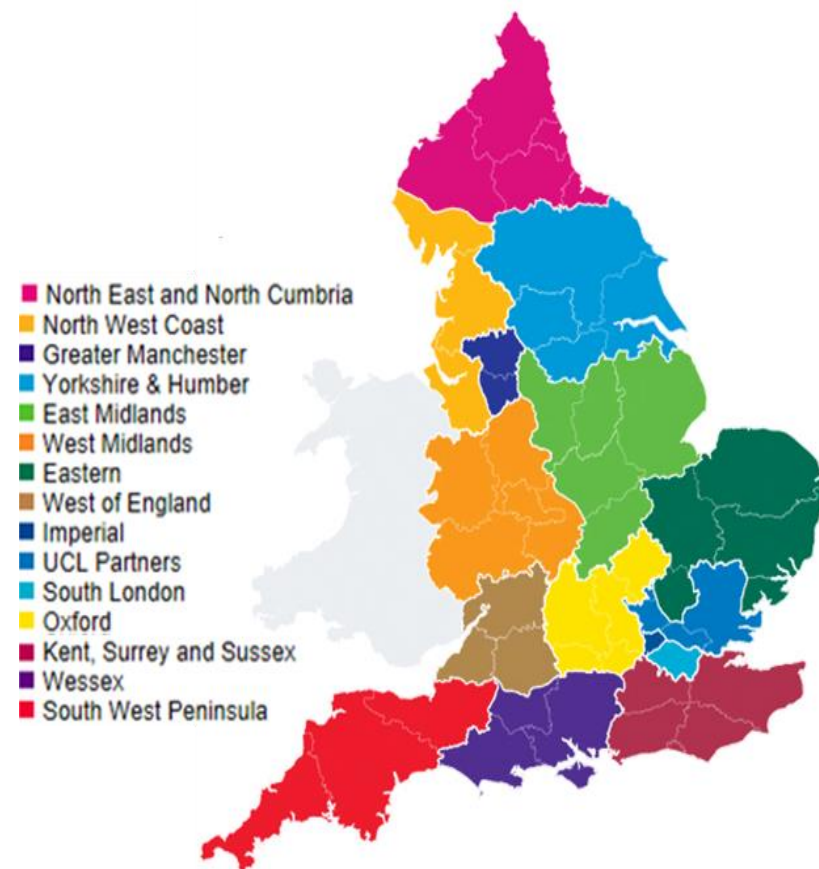 North East and North Cumbria
North West Coast
Greater Manchester
Yorkshire & Humber
East Midlands
West Midlands
Eastern
West of England
Imperial
UCL Partners
South London
Oxford
Kent, Surrey and Sussex
Wessex
South West Peninsula